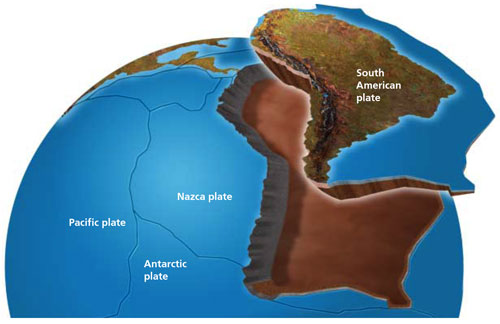 South
American
plate
Nazca plate
Pacific plate
Antarctic
plate